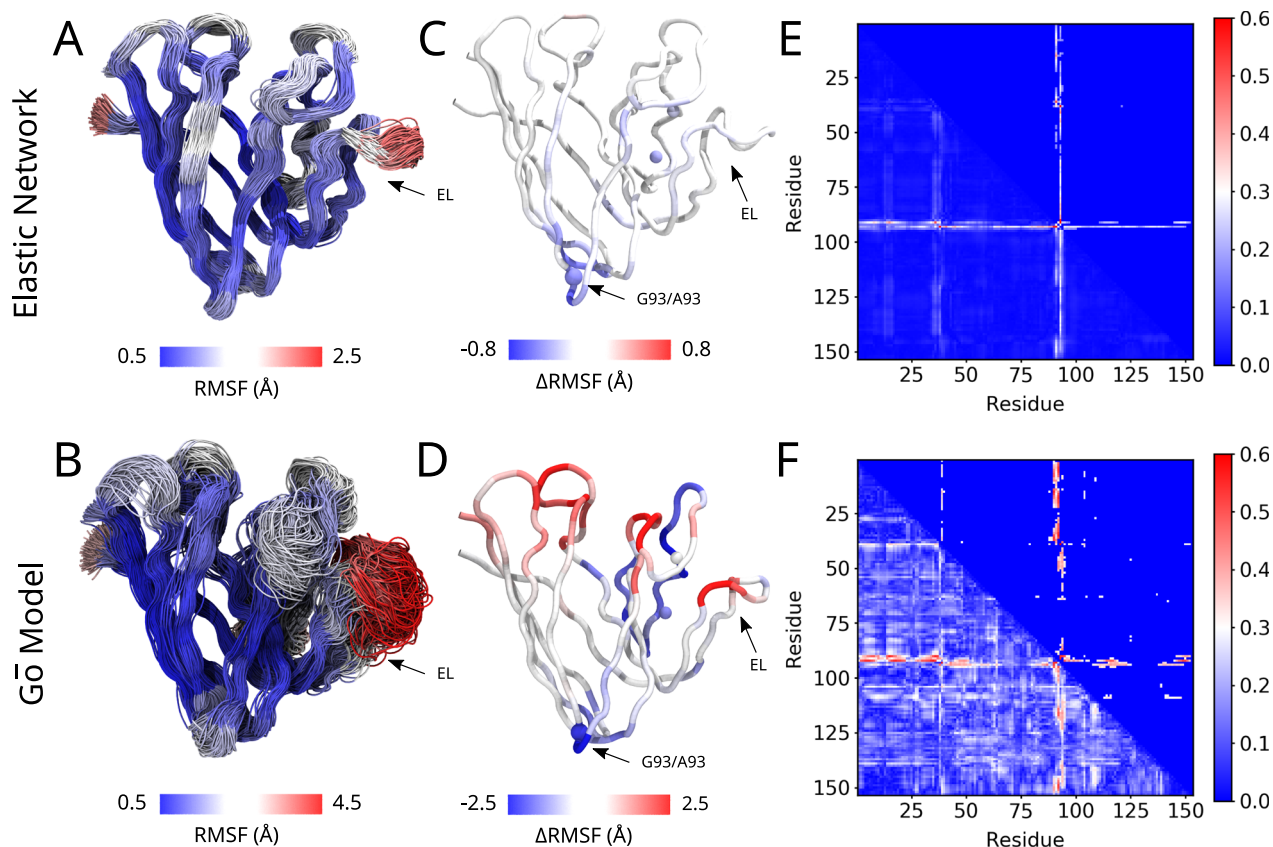 A
C
E
Elastic Network
EL
EL
G93/A93
0.5 2.5
RMSF (Å)
-0.8 0.8
ΔRMSF (Å)
Residue
25
50
75
100
125
150
25 50 75 100 125 150
Residue
0.6
0.5
0.4
0.3
0.2
0.1
0.0
B
D
F
Gō Model
EL
EL
G93/A93
0.5 4.5
RMSF (Å)
-2.5 2.5
ΔRMSF (Å)
Residue
25
50
75
100
125
150
25 50 75 100 125 150
Residue
0.6
0.5
0.4
0.3
0.2
0.1
0.0